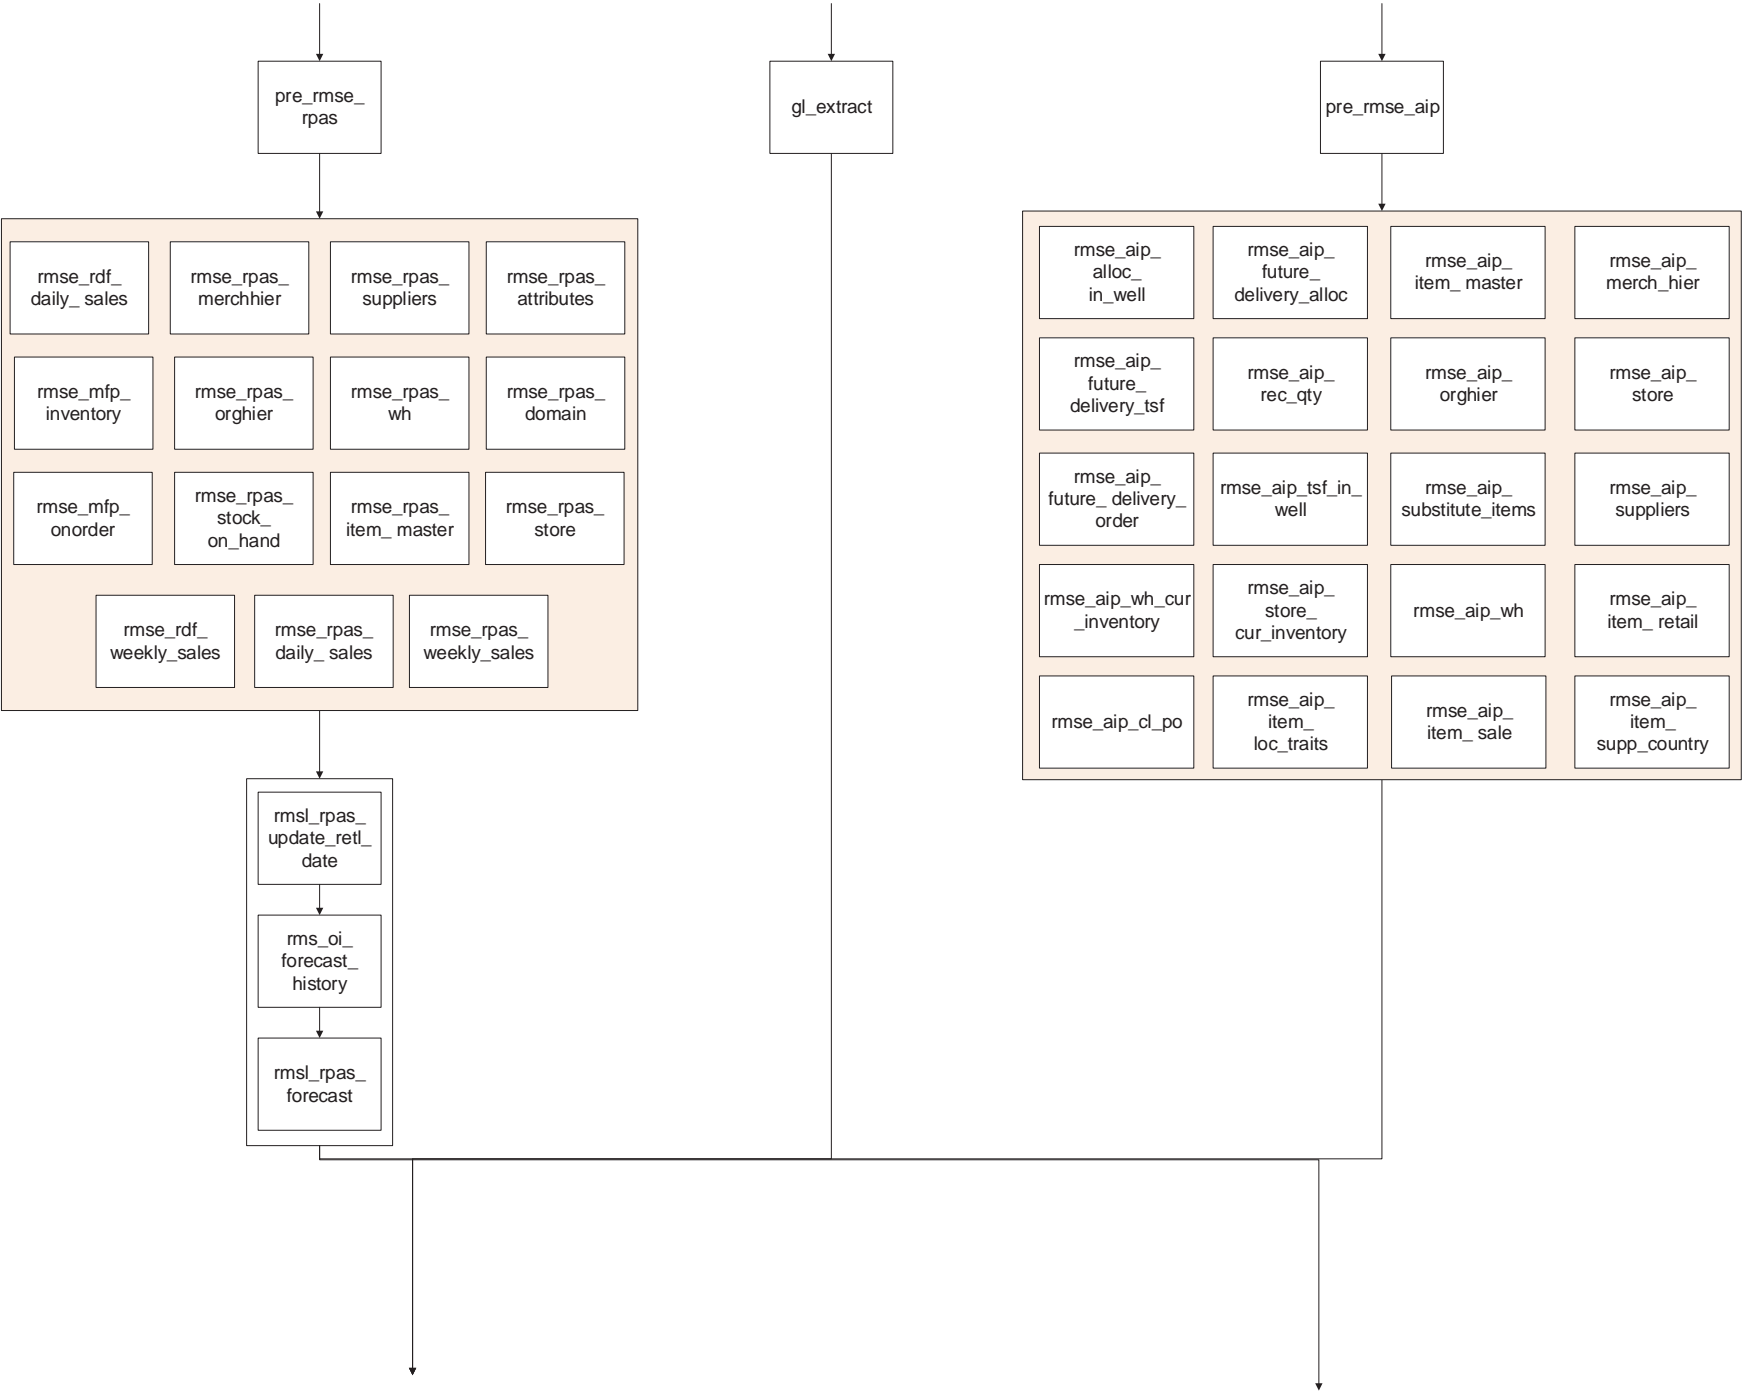 pre_rmse_
rpas
gl_extract
pre_rmse_aip
rmse_rdf_
daily_ sales
rmse_rpas_
merchhier
rmse_rpas_
suppliers
rmse_rpas_
attributes
rmse_mfp_
inventory
rmse_rpas_
orghier
rmse_rpas_
wh
rmse_rpas_
domain
rmse_mfp_
onorder
rmse_rpas_
stock_
on_hand
rmse_rpas_
item_ master
rmse_rpas_
store
rmse_rdf_
weekly_sales
rmse_rpas_
daily_ sales
rmse_rpas_
weekly_sales
rmsl_rpas_
update_retl_
date
rms_oi_
forecast_
history
rmsl_rpas_
forecast
rmse_aip_
alloc_
in_well
rmse_aip_
future_
delivery_alloc
rmse_aip_
item_ master
rmse_aip_
merch_hier
rmse_aip_
future_
delivery_tsf
rmse_aip_
rec_qty
rmse_aip_
orghier
rmse_aip_
store
rmse_aip_
future_ delivery_
order
rmse_aip_tsf_in_
well
rmse_aip_
substitute_items
rmse_aip_
suppliers
rmse_aip_wh_cur
_inventory
rmse_aip_
store_
cur_inventory
rmse_aip_wh
rmse_aip_
item_ retail
rmse_aip_cl_po
rmse_aip_
item_
loc_traits
rmse_aip_
item_ sale
rmse_aip_
item_
supp_country